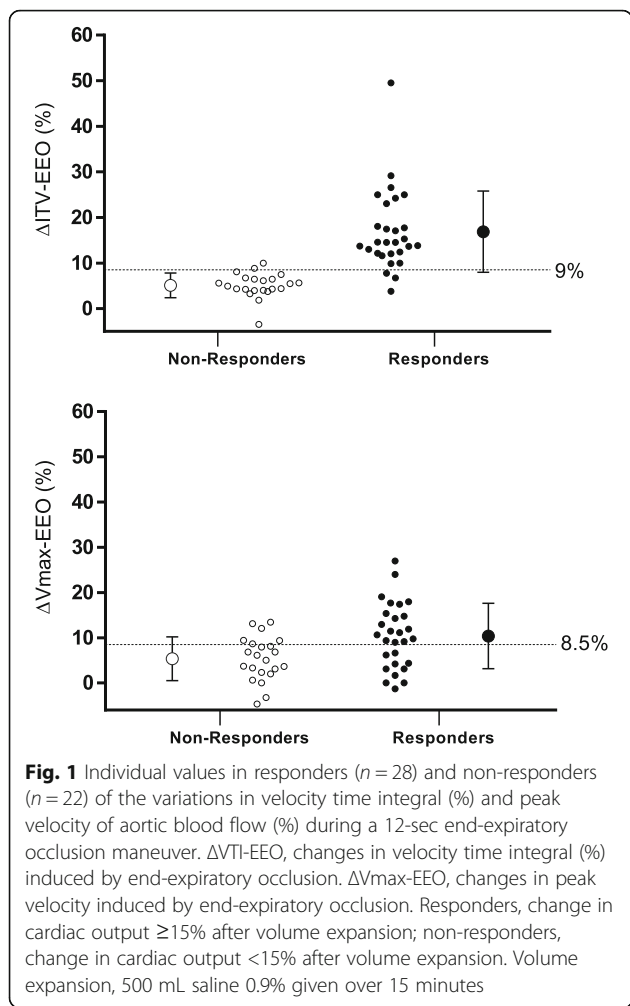 60
50
40
30
20
10
0
ΔITV-EEO (%)
9%
Non-Responders
Responders
60
50
40
30
20
10
0
ΔVmax-EEO (%)
8.5%
Non-Responders
Responders
Fig. 1 Individual values in responders (n = 28) and non-responders
(n = 22) of the variations in velocity time integral (%) and peak
velocity of aortic blood flow (%) during a 12-sec end-expiratory
occlusion maneuver. ΔVTI-EEO, changes in velocity time integral (%)
induced by end-expiratory occlusion. ΔVmax-EEO, changes in peak
velocity induced by end-expiratory occlusion. Responders, change in
cardiac output ≥15% after volume expansion; non-responders,
change in cardiac output <15% after volume expansion. Volume
expansion, 500 mL saline 0.9% given over 15 minutes